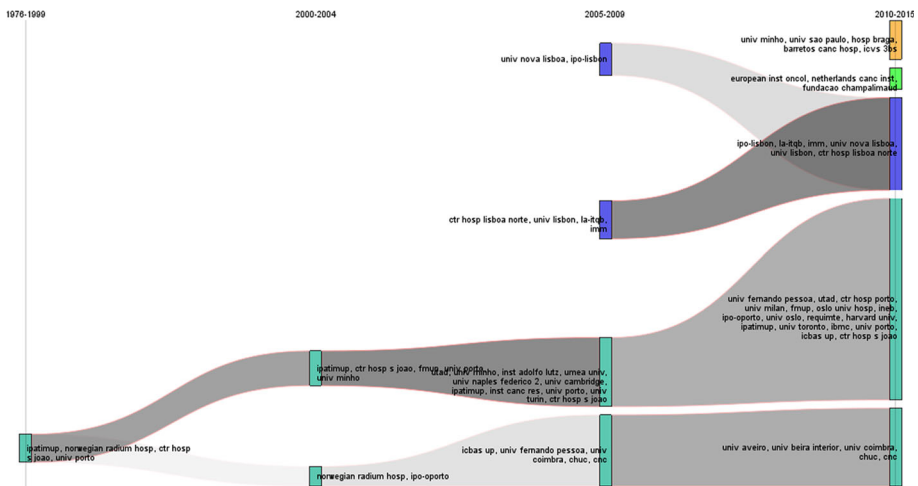 1976-1999
2000-2004
2005-2009
2010-2015
univ minho, univ sao paulo, hosp braga,
barretos canc hosp, icvs 3bs
univ nova lisboa, ipo-lisbon
european inst oncol, netherlands canc inst,
fundacao champalimaud
ipo-lisbon, la-itqb, imm, univ nova lisboa,
univ lisbon, ctr hosp lisboa norte
ctr hosp lisboa norte, univ lisbon, la-itqb,
imm
univ fernando pessoa, utad, ctr hosp porto,
univ milan, fmup, oslo univ hosp, ineb,
ipo-oporto, univ oslo, requimte, harvard univ,
ipatimup, univ toronto, ibmc, univ porto,
icbas up, ctr hosp s joao
ipatimup, ctr hosp s joao, fmup, univ porto,
univ minho
utad, univ minho, inst adolfo lutz, umea univ,
univ naples federico 2, univ cambridge,
ipatimup, inst canc res, univ porto, univ
turin, ctr hosp s joao
ipatimup, norwegian radium hosp, ctr hosp
s joao, univ porto
icbas up, univ fernando pessoa, univ
coimbra, chuc, cnc
univ aveiro, univ beira interior, univ coimbra,
chuc, cnc
norwegian radium hosp, ipo-oporto